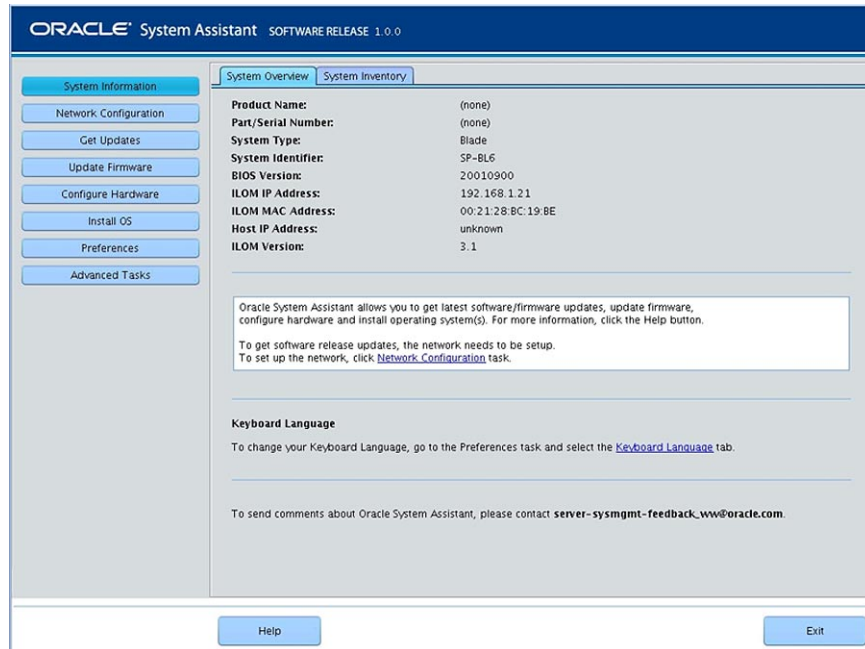 ORACLE System Assistant SOFTWARE RELEASE 1.0.0
System Information
Network Configuration
Get Updates
Update Firmware
Configure Hardware
Install OS
Preferences
Advanced Tasks
System Overview System Inventory
Product Name: (none)
Part/Serial Number: (none)
System Type: Blade
System Identifier: SP-BL6
BIOS Version: 20010900
ILOM IP Address: 192.168.1.21
ILOM MAC Address: 00:21:28:BC:19:BE
Host IP Address: unknown
ILOM Version: 3.1
Oracle System Assistant allows you to get latest software/firmware updates, update firmware,
configure hardware and install operating system(s). For more information, click the Help button.
To get software release updates, the network needs to be setup.
To set up the network, click Network Configuration task.
Keyboard Language
To change your Keyboard Language, go to the Preferences task and select the Keyboard Language tab.
To send comments about Oracle System Assistant, please contact server-sysmgmt-feedback_ww@oracle.com.
Help
Exit